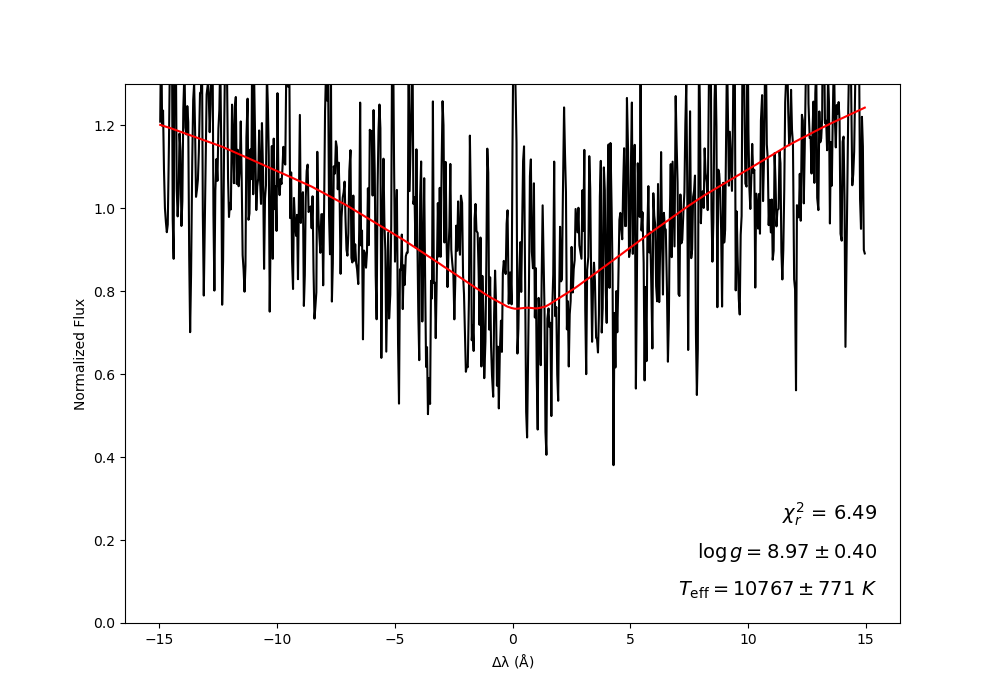 1.2
1.0
0.8
0.6
0.4
0.2
0.0
Normalized Flux
χ²ᵣ = 6.49
log g = 8.97 ± 0.40
T_eff = 10767 ± 771 K
−15 −10 −5 0 5 10 15
Δλ (Å)